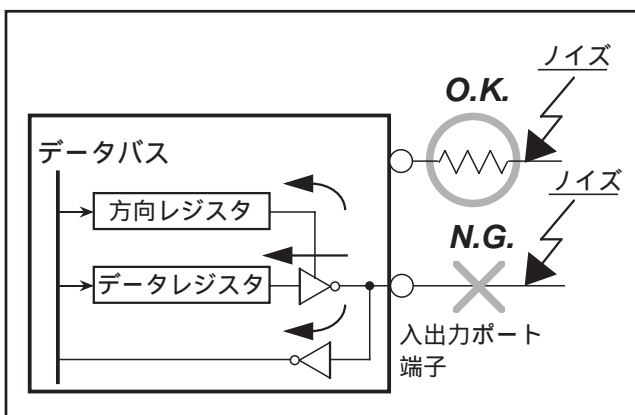 ノイズ
O.K.
データバス
ノイズ
方向レジスタ
N.G.
データレジスタ
入出力ポート
端子